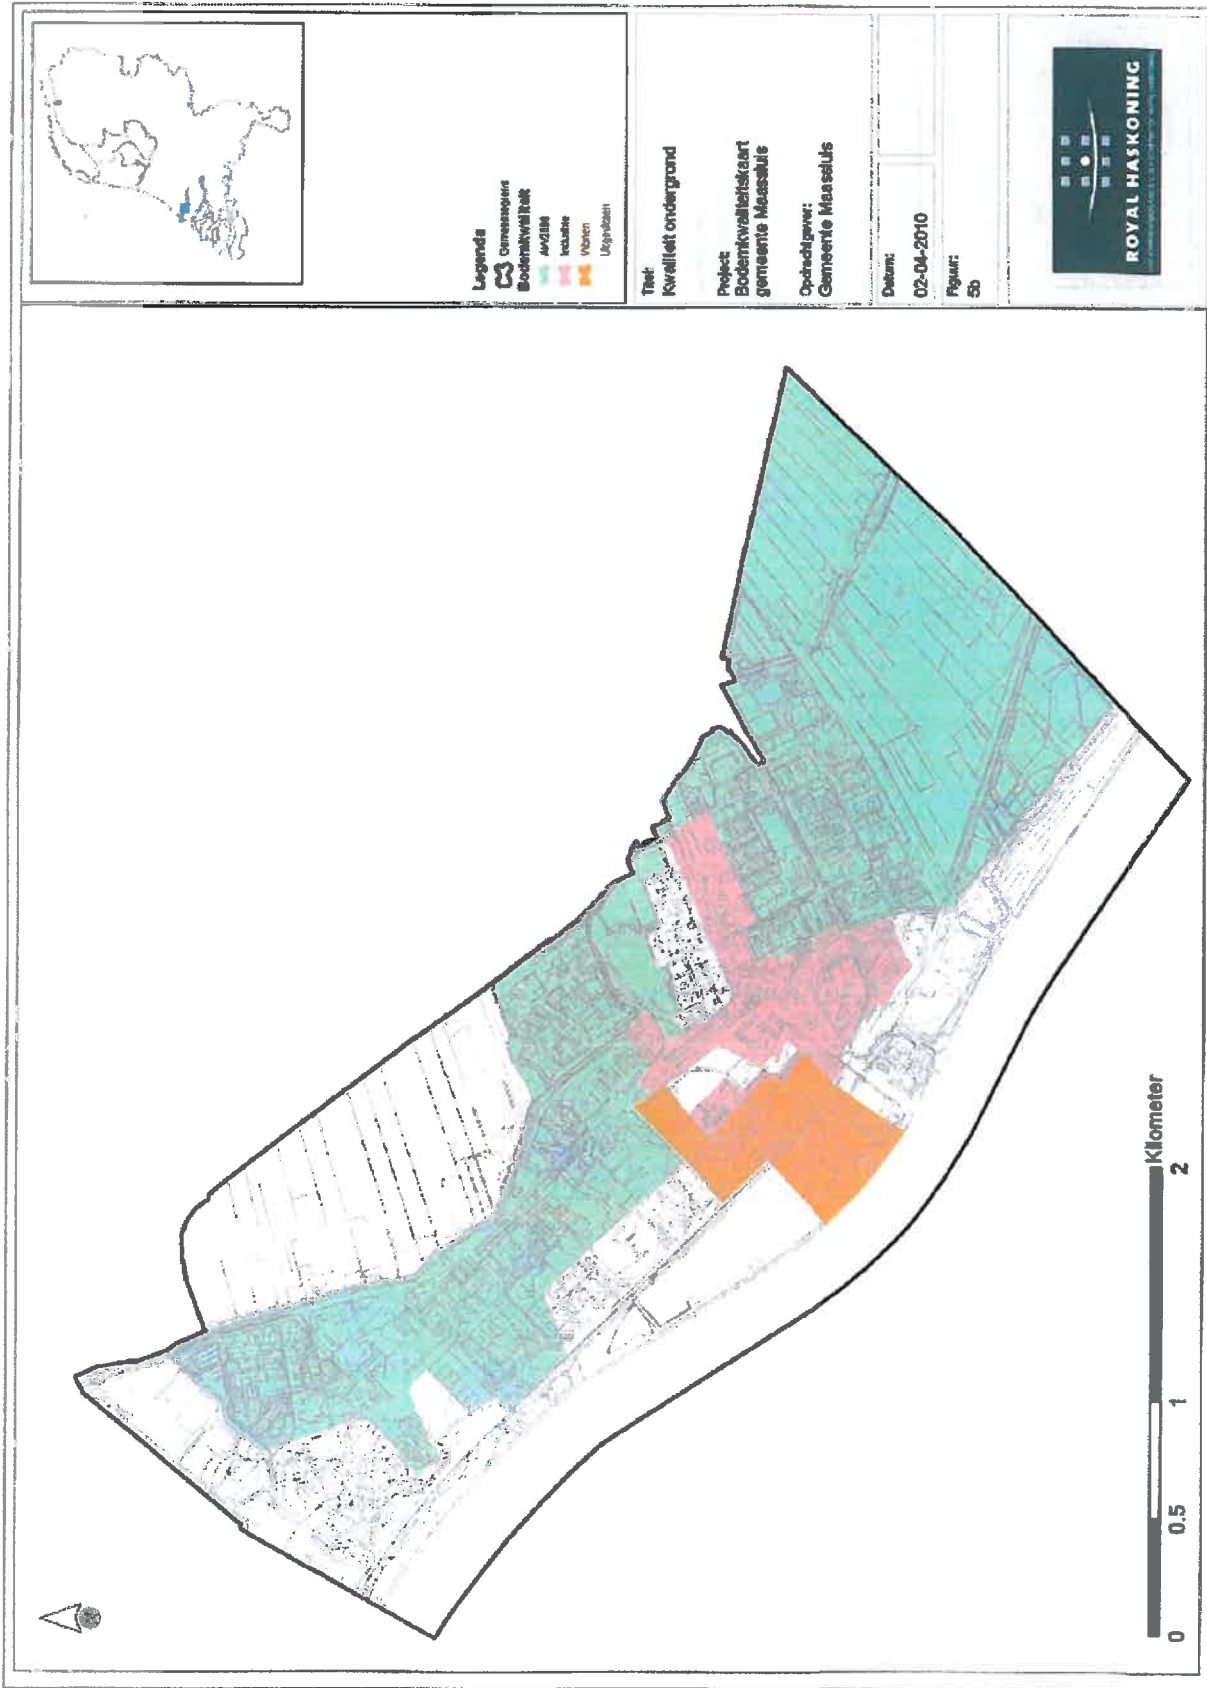 Legenda
Gemeentegrens
Bodemkwaliteit
AW2000
Industrie
Wonen
Uitgesloten
Titel:
Kwaliteit ondergrond
Project:
Bodemkwaliteitskaart
gemeente Maassluis
Opdrachtgever:
Gemeente Maassluis
Datum:
02-04-2010
Figuur:
5b
ROYAL HASKONING
0 0.5 1 2
Kilometer